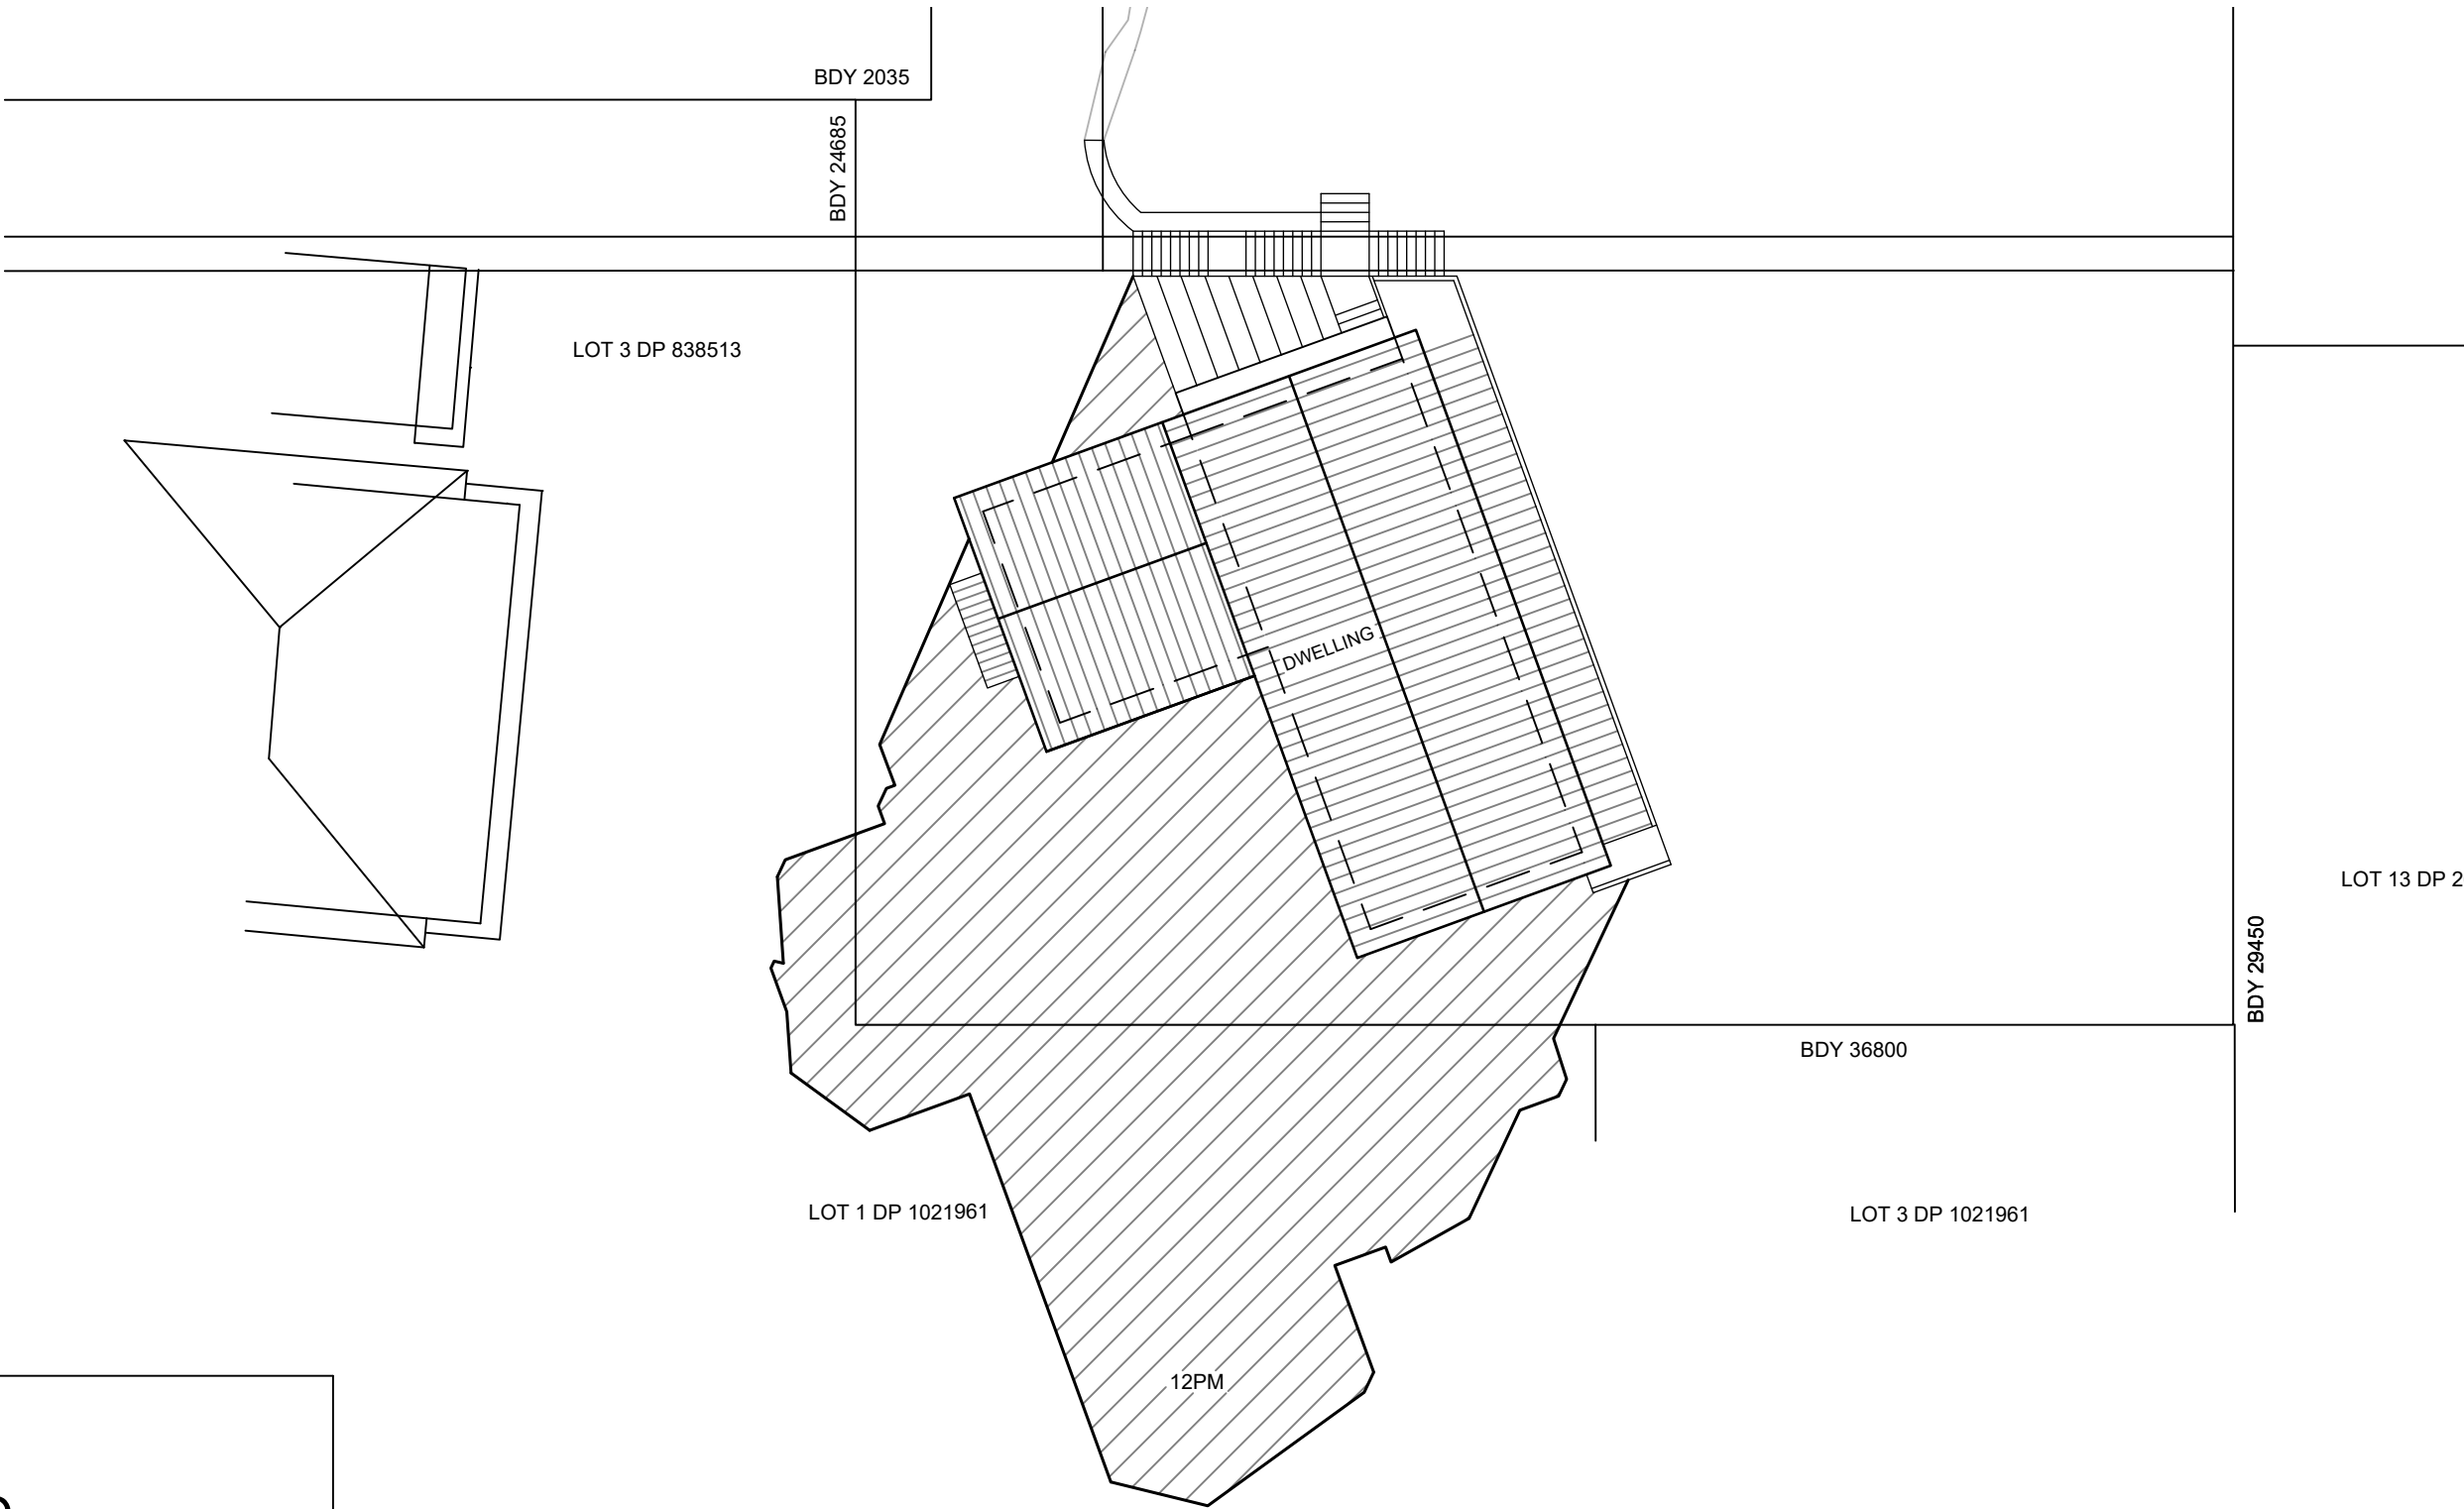 BDY 2035
BDY 24685
LOT 3 DP 838513
DWELLING
LOT 13 DP 2
BDY 29450
BDY 36800
LOT 1 DP 1021961
LOT 3 DP 1021961
12PM